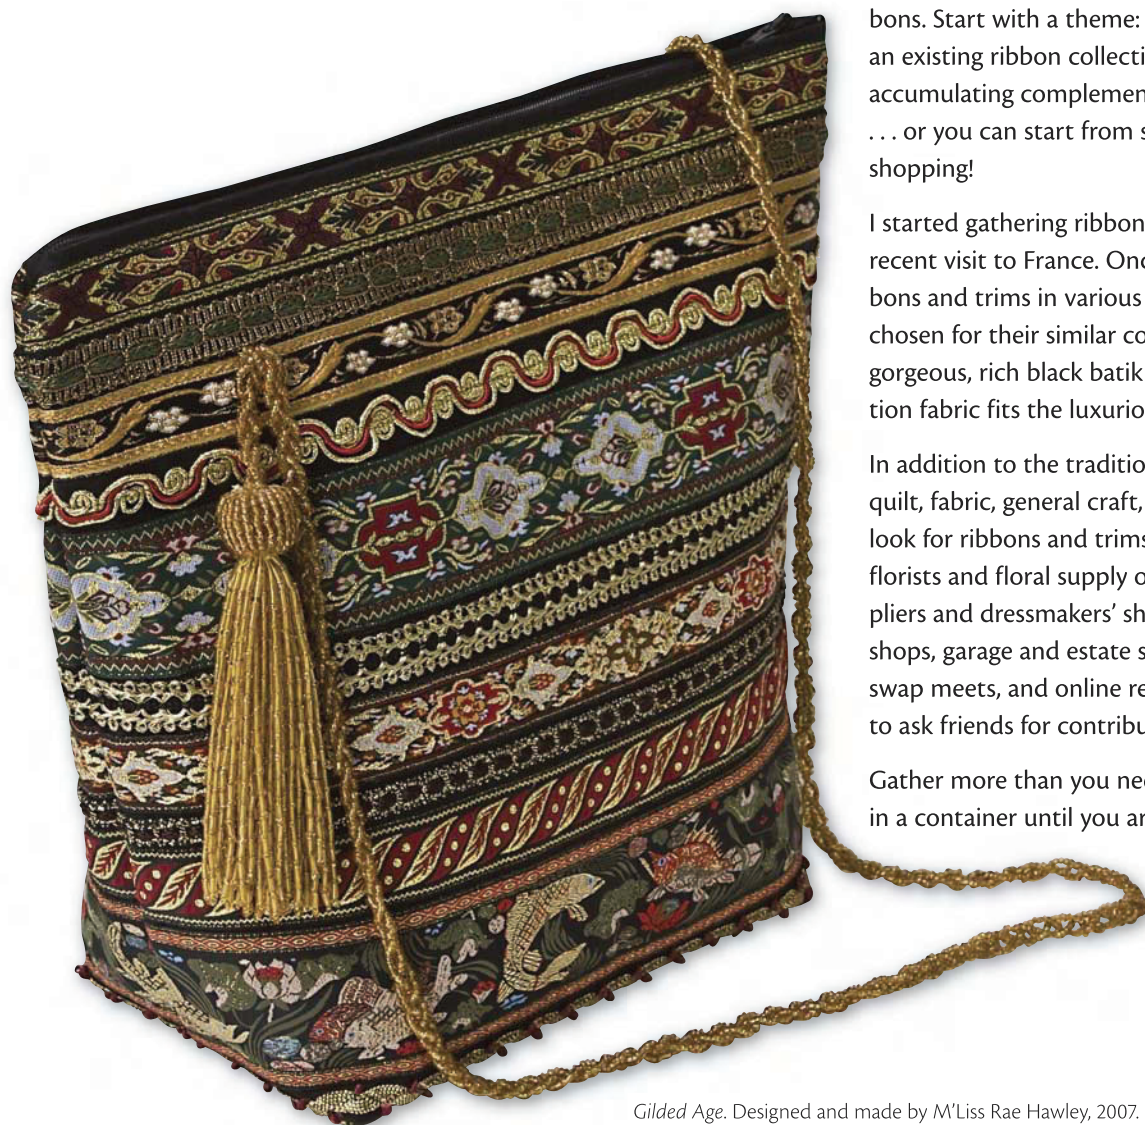 bons. Start with a theme:
an existing ribbon collecti
accumulating complemen
. . . or you can start from s
shopping!
I started gathering ribbon
recent visit to France. Onc
bons and trims in various
chosen for their similar co
gorgeous, rich black batik
tion fabric fits the luxurio
In addition to the traditio
quilt, fabric, general craft,
look for ribbons and trims
florists and floral supply o
pliers and dressmakers’ sh
shops, garage and estate s
swap meets, and online re
to ask friends for contribu
Gather more than you nee
in a container until you ar
Gilded Age. Designed and made by M’Liss Rae Hawley, 2007.